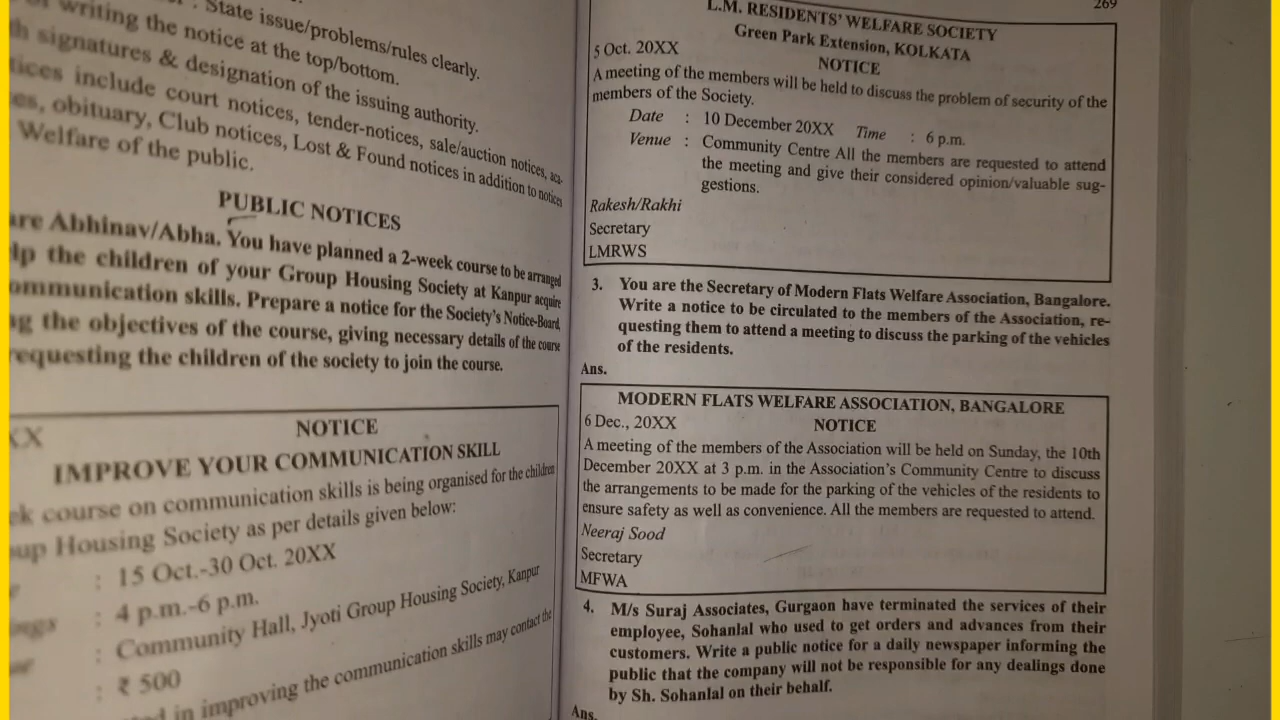 . State issue/problems/rules clearly.
writing the notice at the top/bottom.
signatures & designation of the issuing authority.
include court notices, tender-notices, sale/auction notices,
obituary, Club notices, Lost & Found notices in addition to notices
Welfare of the public.
PUBLIC NOTICES
Abhinav/Abha. You have planned a 2-week course to be arranged
the children of your Group Housing Society at Kanpur acquire
communication skills. Prepare a notice for the Society's Notice-Board,
the objectives of the course, giving necessary details of the course
requesting the children of the society to join the course.
XX
NOTICE
IMPROVE YOUR COMMUNICATION SKILL
course on communication skills is being organised for the children
Housing Society as per details given below:
: 15 Oct.-30 Oct. 20XX
: 4 p.m.-6 p.m.
: Community Hall, Jyoti Group Housing Society, Kanpur
: ₹ 500
in improving the communication skills may contact the
269
L.M. RESIDENTS' WELFARE SOCIETY
Green Park Extension, KOLKATA
5 Oct. 20XX
NOTICE
A meeting of the members will be held to discuss the problem of security of the
members of the Society.
Date : 10 December 20XX Time : 6 p.m.
Venue : Community Centre All the members are requested to attend
the meeting and give their considered opinion/valuable sug-
gestions.
Rakesh/Rakhi
Secretary
LMRWS
3. You are the Secretary of Modern Flats Welfare Association, Bangalore.
Write a notice to be circulated to the members of the Association, re-
questing them to attend a meeting to discuss the parking of the vehicles
of the residents.
Ans.
MODERN FLATS WELFARE ASSOCIATION, BANGALORE
6 Dec., 20XX NOTICE
A meeting of the members of the Association will be held on Sunday, the 10th
December 20XX at 3 p.m. in the Association's Community Centre to discuss
the arrangements to be made for the parking of the vehicles of the residents to
ensure safety as well as convenience. All the members are requested to attend.
Neeraj Sood
Secretary
MFWA
4. M/s Suraj Associates, Gurgaon have terminated the services of their
employee, Sohanlal who used to get orders and advances from their
customers. Write a public notice for a daily newspaper informing the
public that the company will not be responsible for any dealings done
by Sh. Sohanlal on their behalf.
Ans.